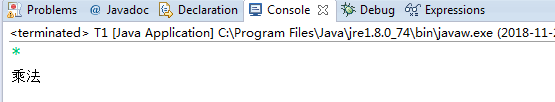 Problems @ Javadoc Declaration Console Debug Expressions
<terminated> T1 [Java Application] C:\Program Files\Java\jre1.8.0_74\bin\javaw.exe (2018-11-2
*
乘法